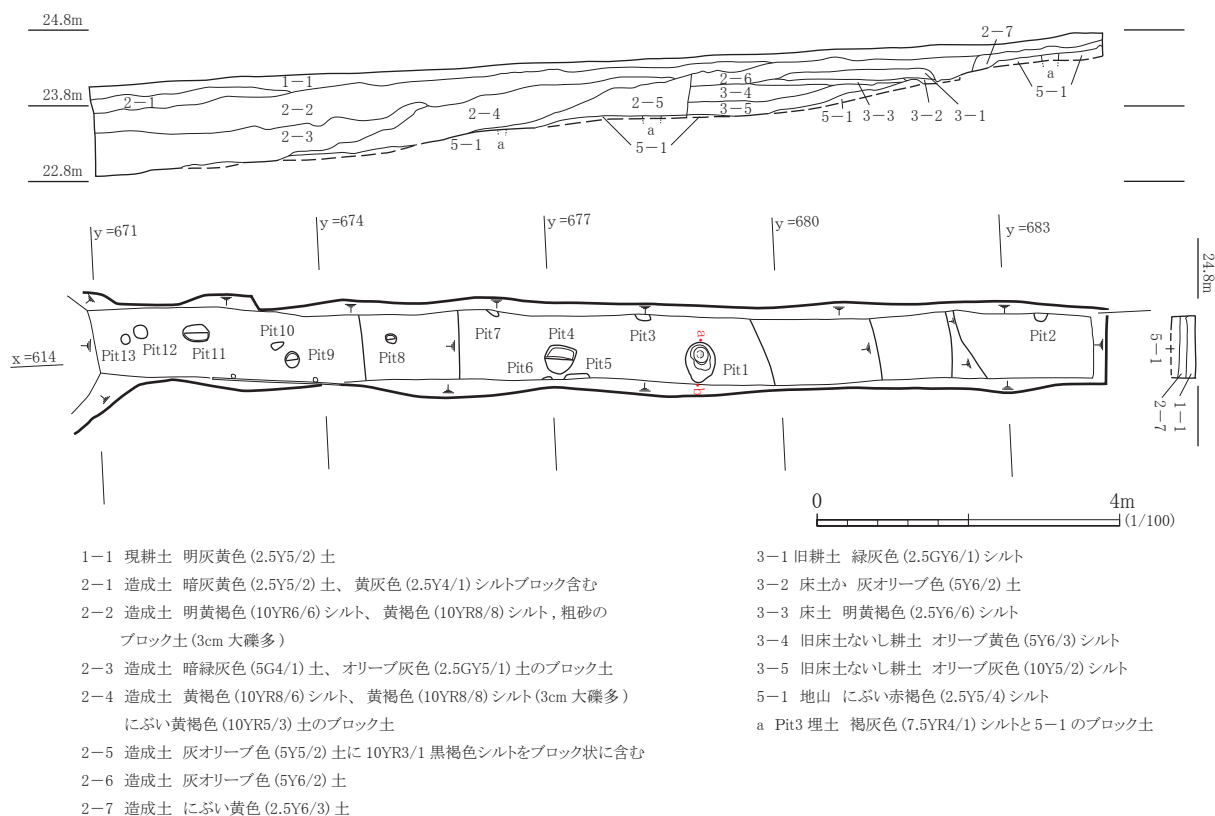 24.8m
23.8m
22.8m
1−1
2−1
2−2
2−3
2−4
2−5
2−6
3−4
3−5
2−7
a
5−1
5−1
3−3
3−2
3−1
5−1
a
a
5−1
y=671
y=674
y=677
y=680
y=683
24.8m
x=614
Pit13
Pit12
Pit11
Pit10
Pit9
Pit8
Pit7
Pit6
Pit4
Pit5
Pit3
a
b
Pit1
Pit2
5−1
1−1
2−7
0
4m
(1/100)
1−1 現耕土 明灰黄色(2.5Y5/2)土
2−1 造成土 暗灰黄色(2.5Y5/2)土、黄灰色(2.5Y4/1)シルトブロック含む
2−2 造成土 明黄褐色(10YR6/6)シルト、黄褐色(10YR8/8)シルト,粗砂の
ブロック土(3cm 大礫多)
2−3 造成土 暗緑灰色(5G4/1)土、オリーブ灰色(2.5GY5/1)土のブロック土
2−4 造成土 黄褐色(10YR8/6)シルト、黄褐色(10YR8/8)シルト(3cm 大礫多)
にぶい黄褐色(10YR5/3)土のブロック土
2−5 造成土 灰オリーブ色(5Y5/2)土に10YR3/1黒褐色シルトをブロック状に含む
2−6 造成土 灰オリーブ色(5Y6/2)土
2−7 造成土 にぶい黄色(2.5Y6/3)土
3−1 旧耕土 緑灰色(2.5GY6/1)シルト
3−2 床土か 灰オリーブ色(5Y6/2)土
3−3 床土 明黄褐色(2.5Y6/6)シルト
3−4 旧床土ないし耕土 オリーブ黄色(5Y6/3)シルト
3−5 旧床土ないし耕土 オリーブ灰色(10Y5/2)シルト
5−1 地山 にぶい赤褐色(2.5Y5/4)シルト
a Pit3 埋土 褐灰色(7.5YR4/1)シルトと5−1のブロック土